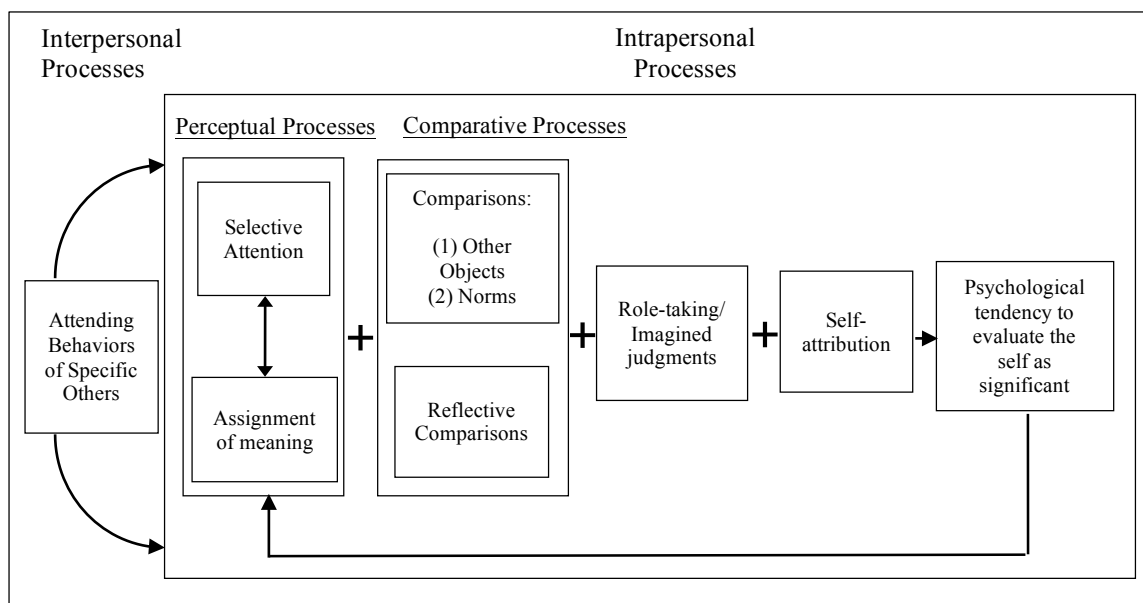 Interpersonal
Processes
Intrapersonal
Processes
Perceptual Processes
Comparative Processes
Attending
Behaviors
of Specific
Others
Selective
Attention
Assignment
of meaning
+
Comparisons:
(1) Other
Objects
(2) Norms
Reflective
Comparisons
+
Role-taking/
Imagined
judgments
+
Self-
attribution
Psychological
tendency to
evaluate the
self as
significant